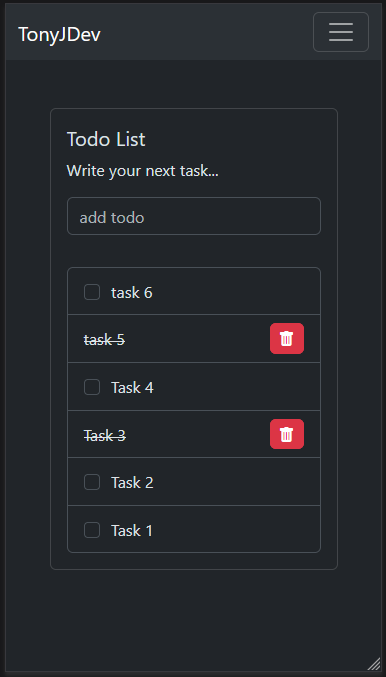 TonyJDev
Todo List
Write your next task...
add todo
task 6
task 5
Task 4
Task 3
Task 2
Task 1